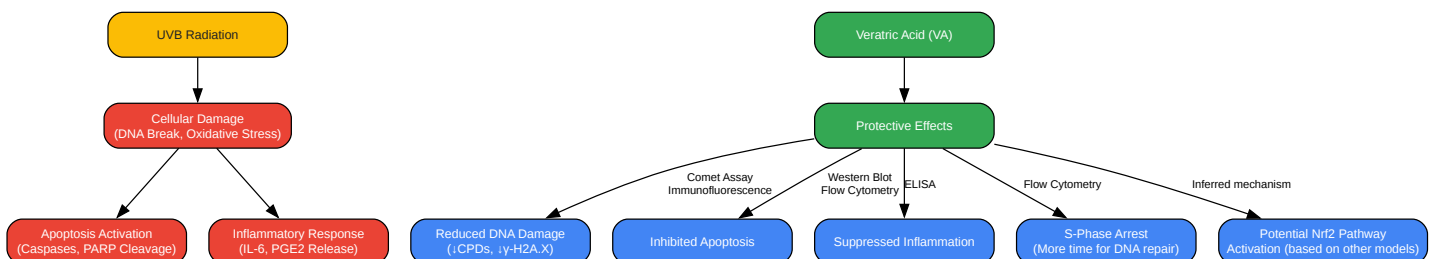 UVB Radiation
Veratric Acid (VA)
Cellular Damage
(DNA Break, Oxidative Stress)
Protective Effects
Comet Assay
Immunofluorescence
Western Blot
Flow Cytometry
ELISA
Flow Cytometry
Inferred mechanism
Apoptosis Activation
(Caspases, PARP Cleavage)
Inflammatory Response
(IL-6, PGE2 Release)
Reduced DNA Damage
(↓CPDs, ↓γ-H2A.X)
Inhibited Apoptosis
Suppressed Inflammation
S-Phase Arrest
(More time for DNA repair)
Potential Nrf2 Pathway
Activation (based on other models)